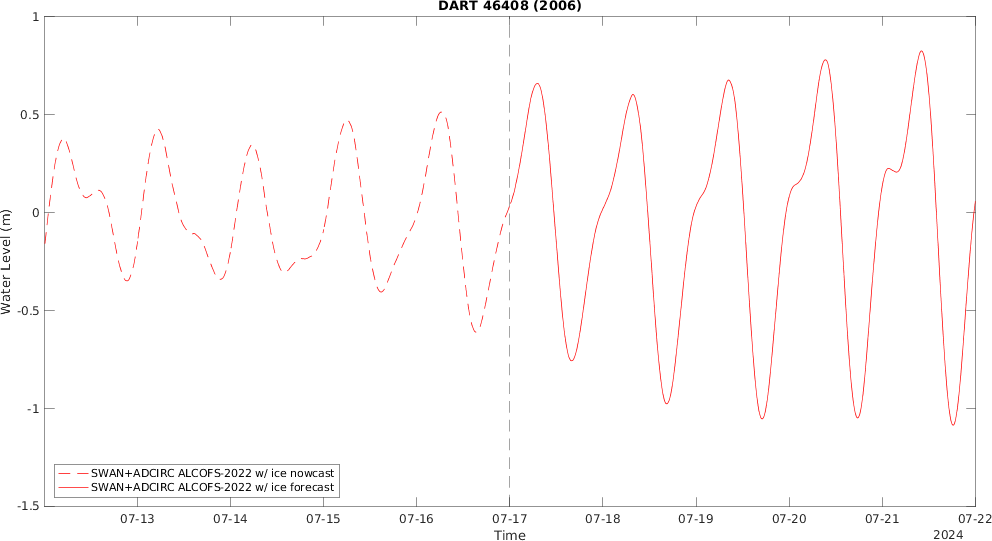 DART 46408 (2006)
1
0.5
0
-0.5
-1
-1.5
Water Level (m)
SWAN+ADCIRC ALCOFS-2022 w/ ice nowcast
SWAN+ADCIRC ALCOFS-2022 w/ ice forecast
07-13 07-14 07-15 07-16 07-17 07-18 07-19 07-20 07-21 07-22
Time
2024